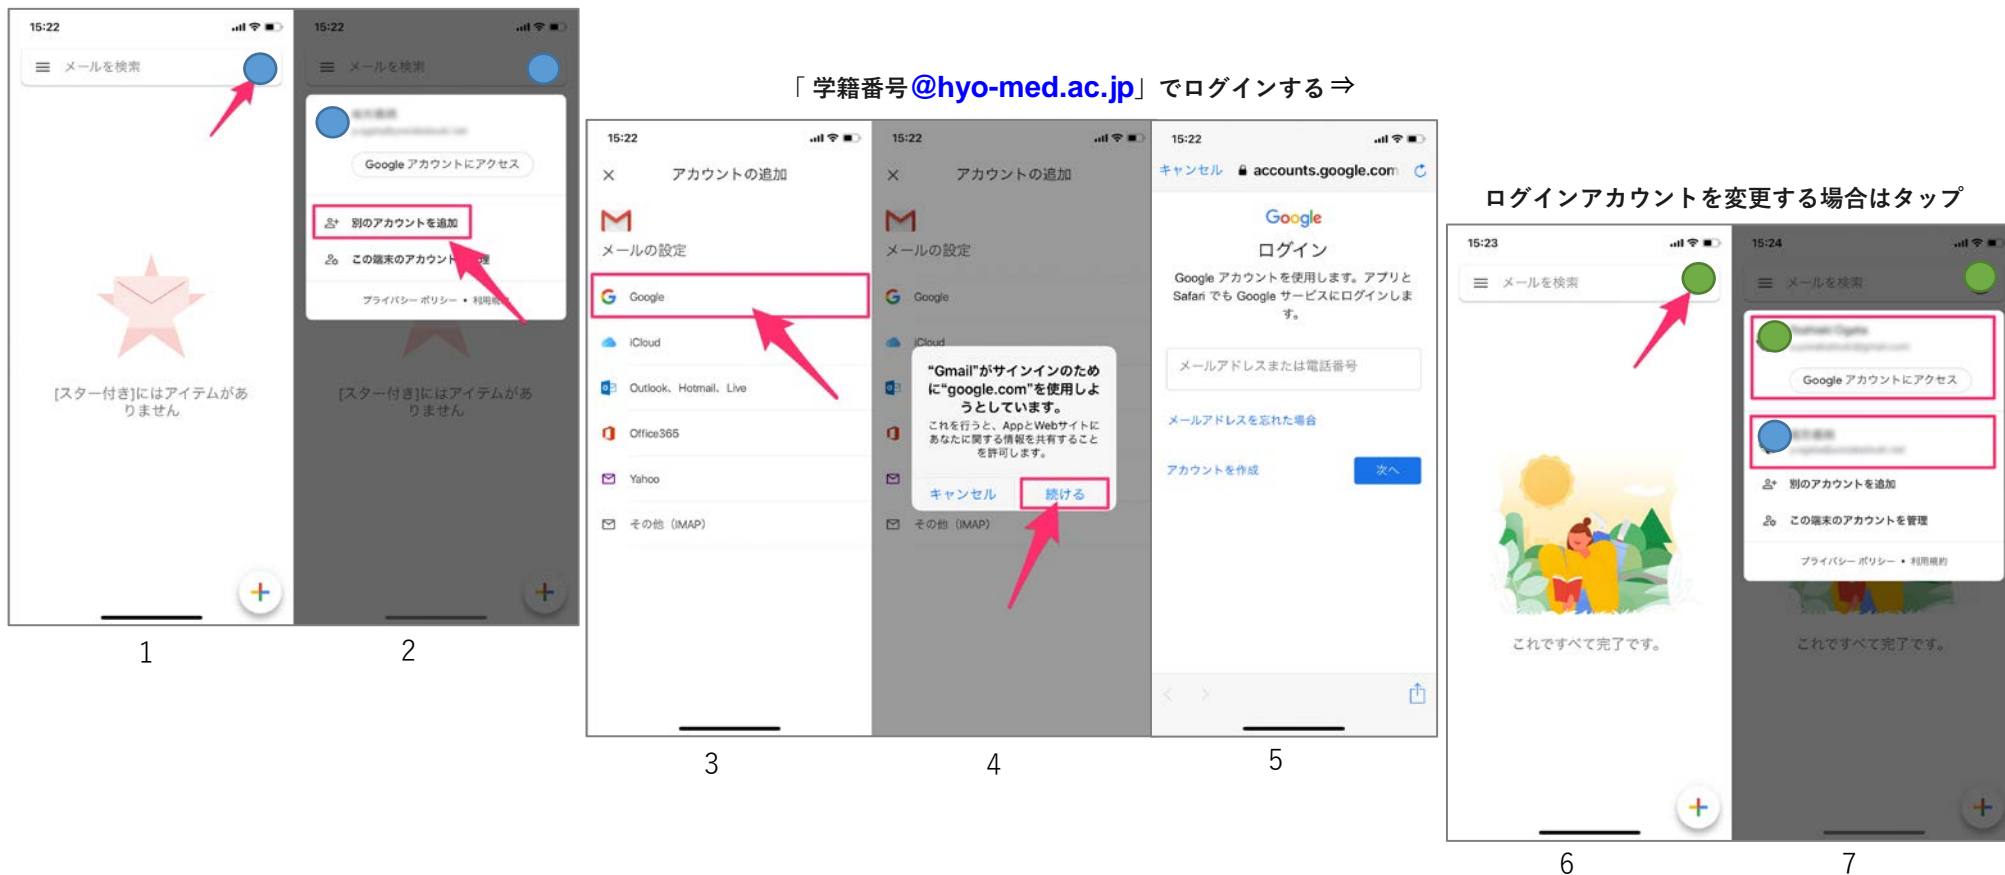 「 学籍番号@hyo-med.ac.jp」でログインする⇒
ログインアカウントを変更する場合はタップ
15:22
メールを検索
[スター付き]にはアイテムがあ
りません
1
15:22
メールを検索
Google アカウントにアクセス
別のアカウントを追加
この端末のアカウント
理
プライバシー ポリシー • 利用規
[スター付き]にはアイテムがあ
りません
2
15:22
アカウントの追加
メールの設定
Google
iCloud
Outlook、Hotmail、Live
Office365
Yahoo
その他（IMAP）
3
15:22
アカウントの追加
メールの設定
Google
iCloud
“Gmail”がサインインのため
に“google.com”を使用しよ
うとしています。
これを行うと、AppとWebサイトに
あなたに関する情報を共有すること
を許可します。
キャンセル 続ける
その他（IMAP）
4
15:22
キャンセル accounts.google.com
Google
ログイン
Google アカウントを使用します。アプリと
Safari でも Google サービスにログインしま
す。
メールアドレスまたは電話番号
メールアドレスを忘れた場合
アカウントを作成 次へ
5
15:23
メールを検索
これですべて完了です。
6
15:24
メールを検索
Google アカウントにアクセス
別のアカウントを追加
この端末のアカウントを管理
プライバシー ポリシー • 利用規約
これですべて完了です。
7